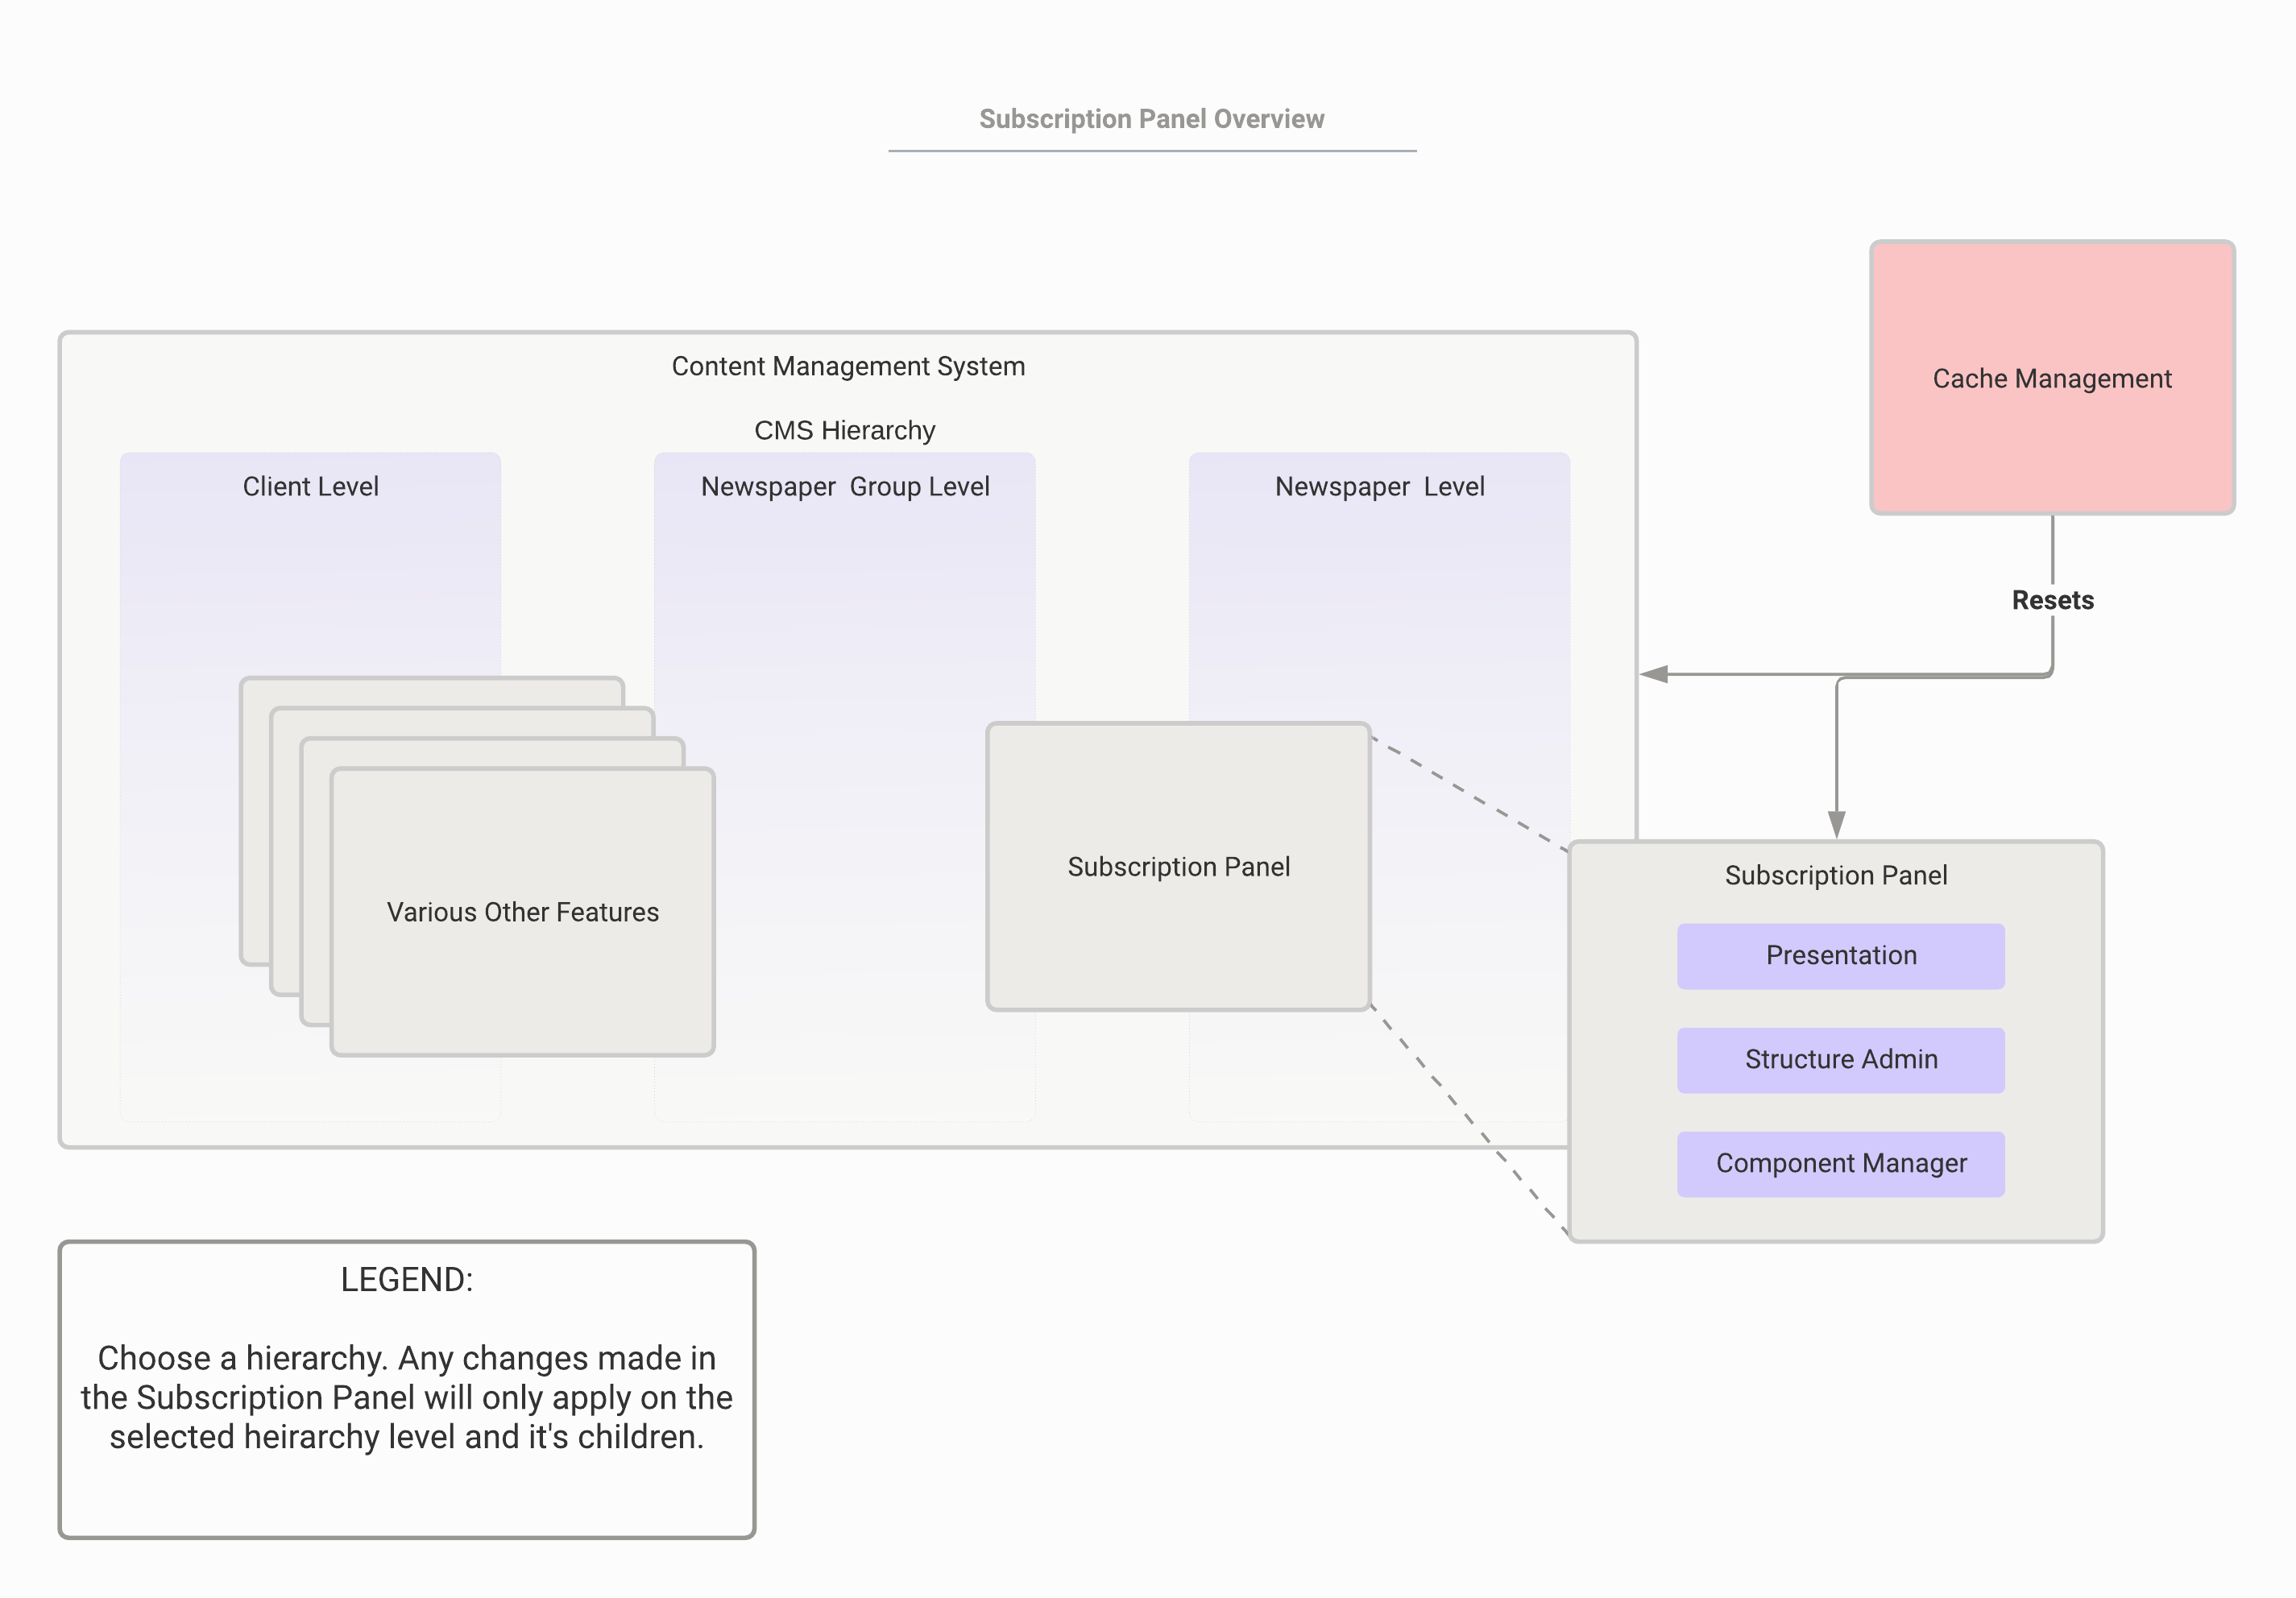 Subscription Panel Overview
Content Management System
CMS Hierarchy
Client Level
Newspaper  Group Level
Newspaper  Level
Various Other Features
Subscription Panel
Cache Management
Resets
Subscription Panel
Presentation
Structure Admin
Component Manager
LEGEND:
Choose a hierarchy. Any changes made in
the Subscription Panel will only apply on the
selected heirarchy level and it's children.